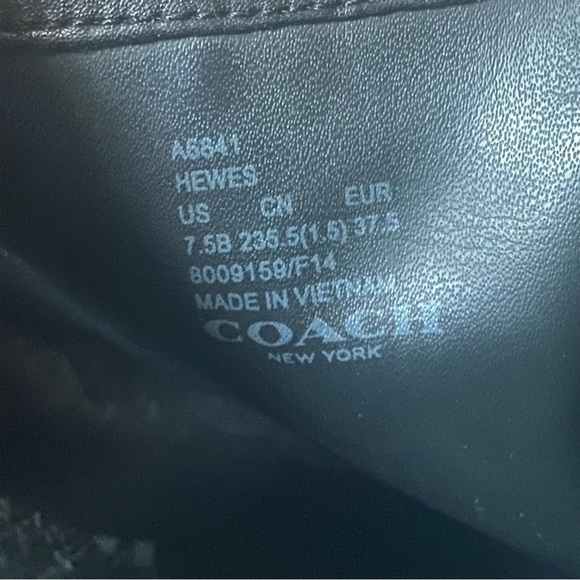 A6841
HEWES
US CN EUR
7.5B 235.5(1.5) 37.5
8009159/F14
MADE IN VIETNAM
COACH
NEW YORK